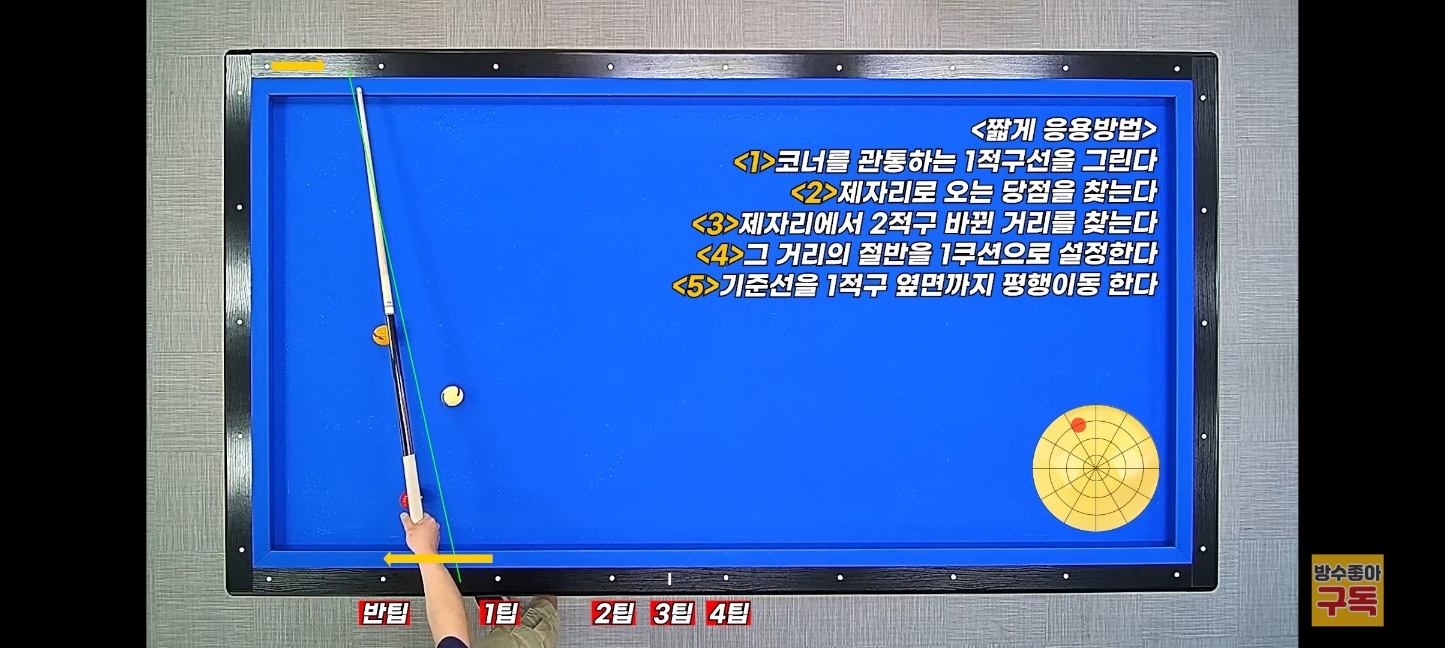 <짧게 응용방법>
<1>코너를 관통하는 1적구선을 그린다
<2>제자리로 오는 당점을 찾는다
<3>제자리에서 2적구 바뀐 거리를 찾는다
<4>그 거리의 절반을 1쿠션으로 설정한다
<5>기준선을 1적구 옆면까지 평행이동 한다
방수좋아
구독
반팁 1팁 2팁 3팁 4팁